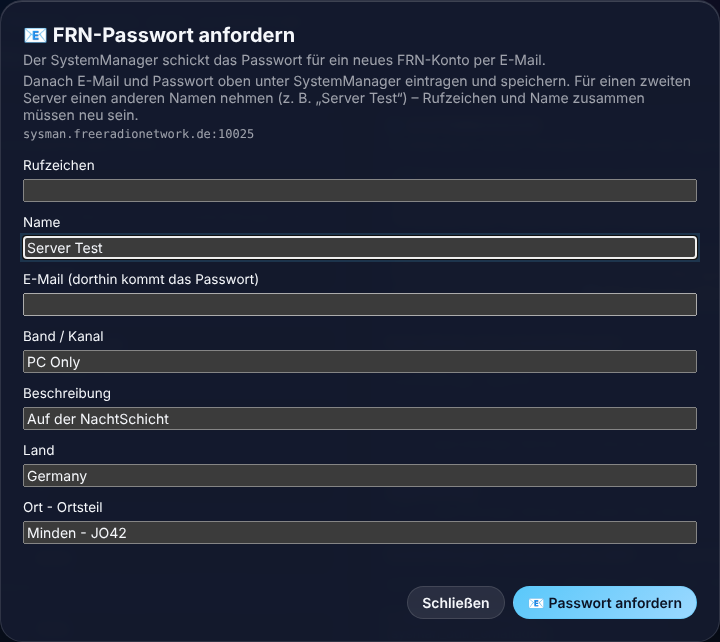 📧 FRN-Passwort anfordern
Der SystemManager schickt das Passwort für ein neues FRN-Konto per E-Mail.
Danach E-Mail und Passwort oben unter SystemManager eintragen und speichern. Für einen zweiten
Server einen anderen Namen nehmen (z. B. „Server Test“) – Rufzeichen und Name zusammen
müssen neu sein.
sysman.freeradionetwork.de:10025
Rufzeichen
Name
Server Test
E-Mail (dorthin kommt das Passwort)
Band / Kanal
PC Only
Beschreibung
Auf der NachtSchicht
Land
Germany
Ort - Ortsteil
Minden - JO42
Schließen
📧 Passwort anfordern